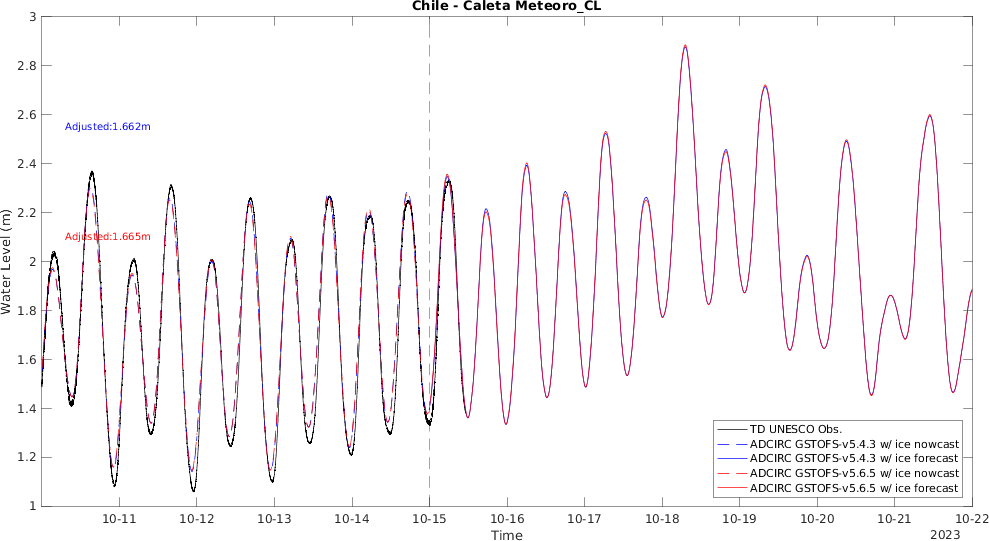 Chile - Caleta Meteoro_CL
3
2.8
2.6
2.4
2.2
2
1.8
1.6
1.4
1.2
1
Water Level (m)
Adjusted:1.662m
Adjusted:1.665m
TD UNESCO Obs.
ADCIRC GSTOFS-v5.4.3 w/ ice nowcast
ADCIRC GSTOFS-v5.4.3 w/ ice forecast
ADCIRC GSTOFS-v5.6.5 w/ ice nowcast
ADCIRC GSTOFS-v5.6.5 w/ ice forecast
10-11 10-12 10-13 10-14 10-15 10-16 10-17 10-18 10-19 10-20 10-21 10-22
Time
2023